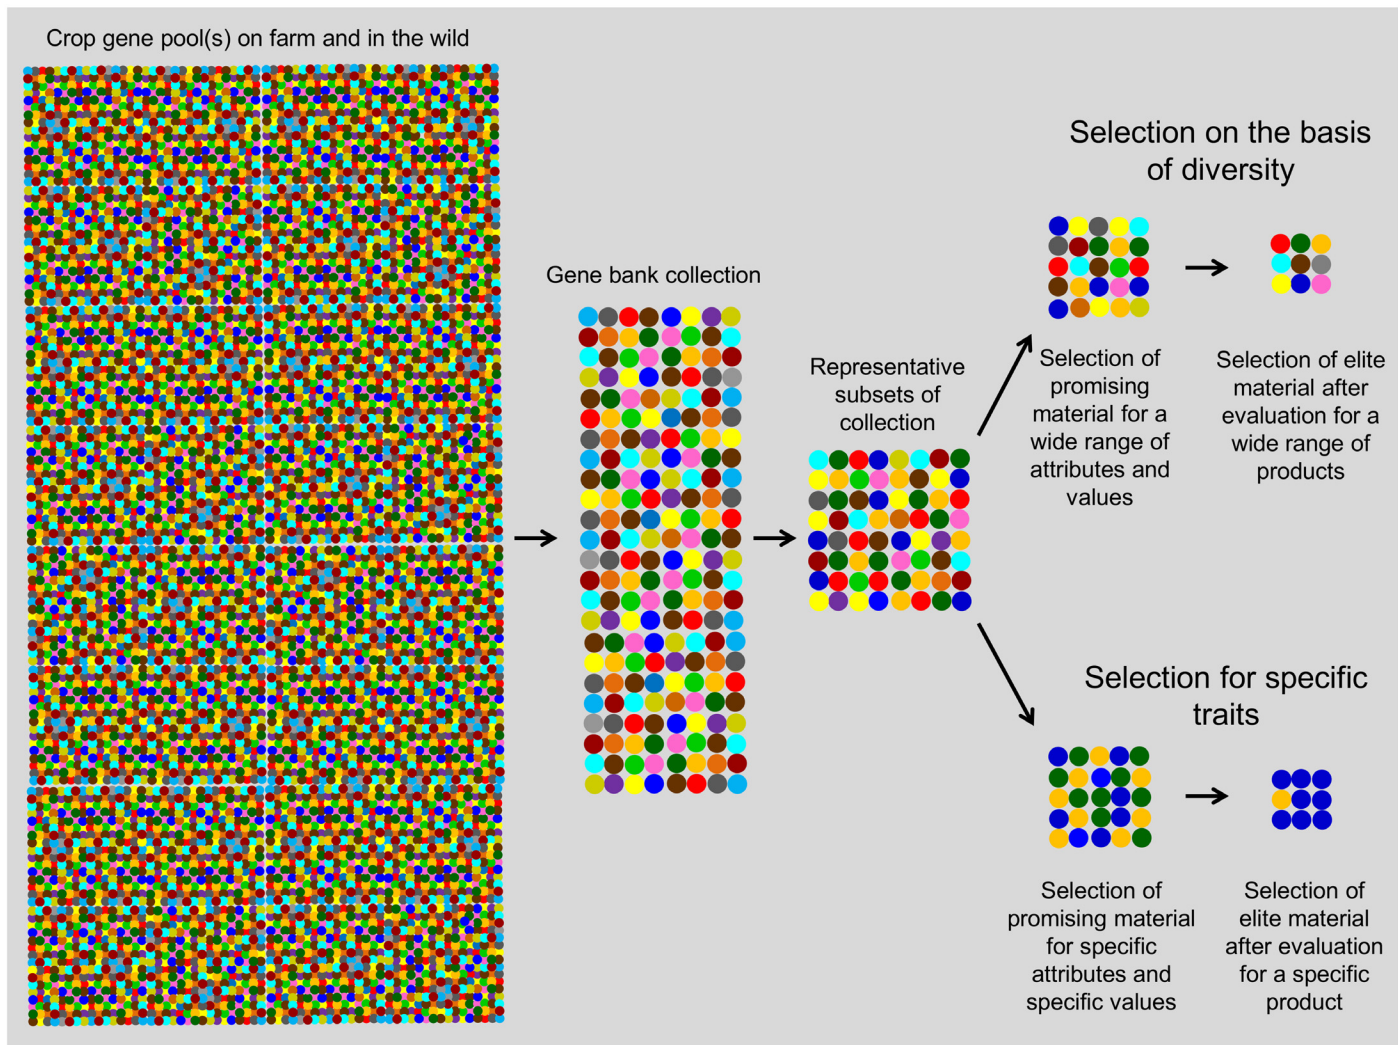 Crop gene pool(s) on farm and in the wild
Gene bank collection
Representative
subsets of
collection
Selection on the basis
of diversity
Selection of
promising
material for a
wide range of
attributes and
values
Selection of elite
material after
evaluation for a
wide range of
products
Selection for specific
traits
Selection of
promising material
for specific
attributes and
specific values
Selection of
elite material
after evaluation
for a specific
product